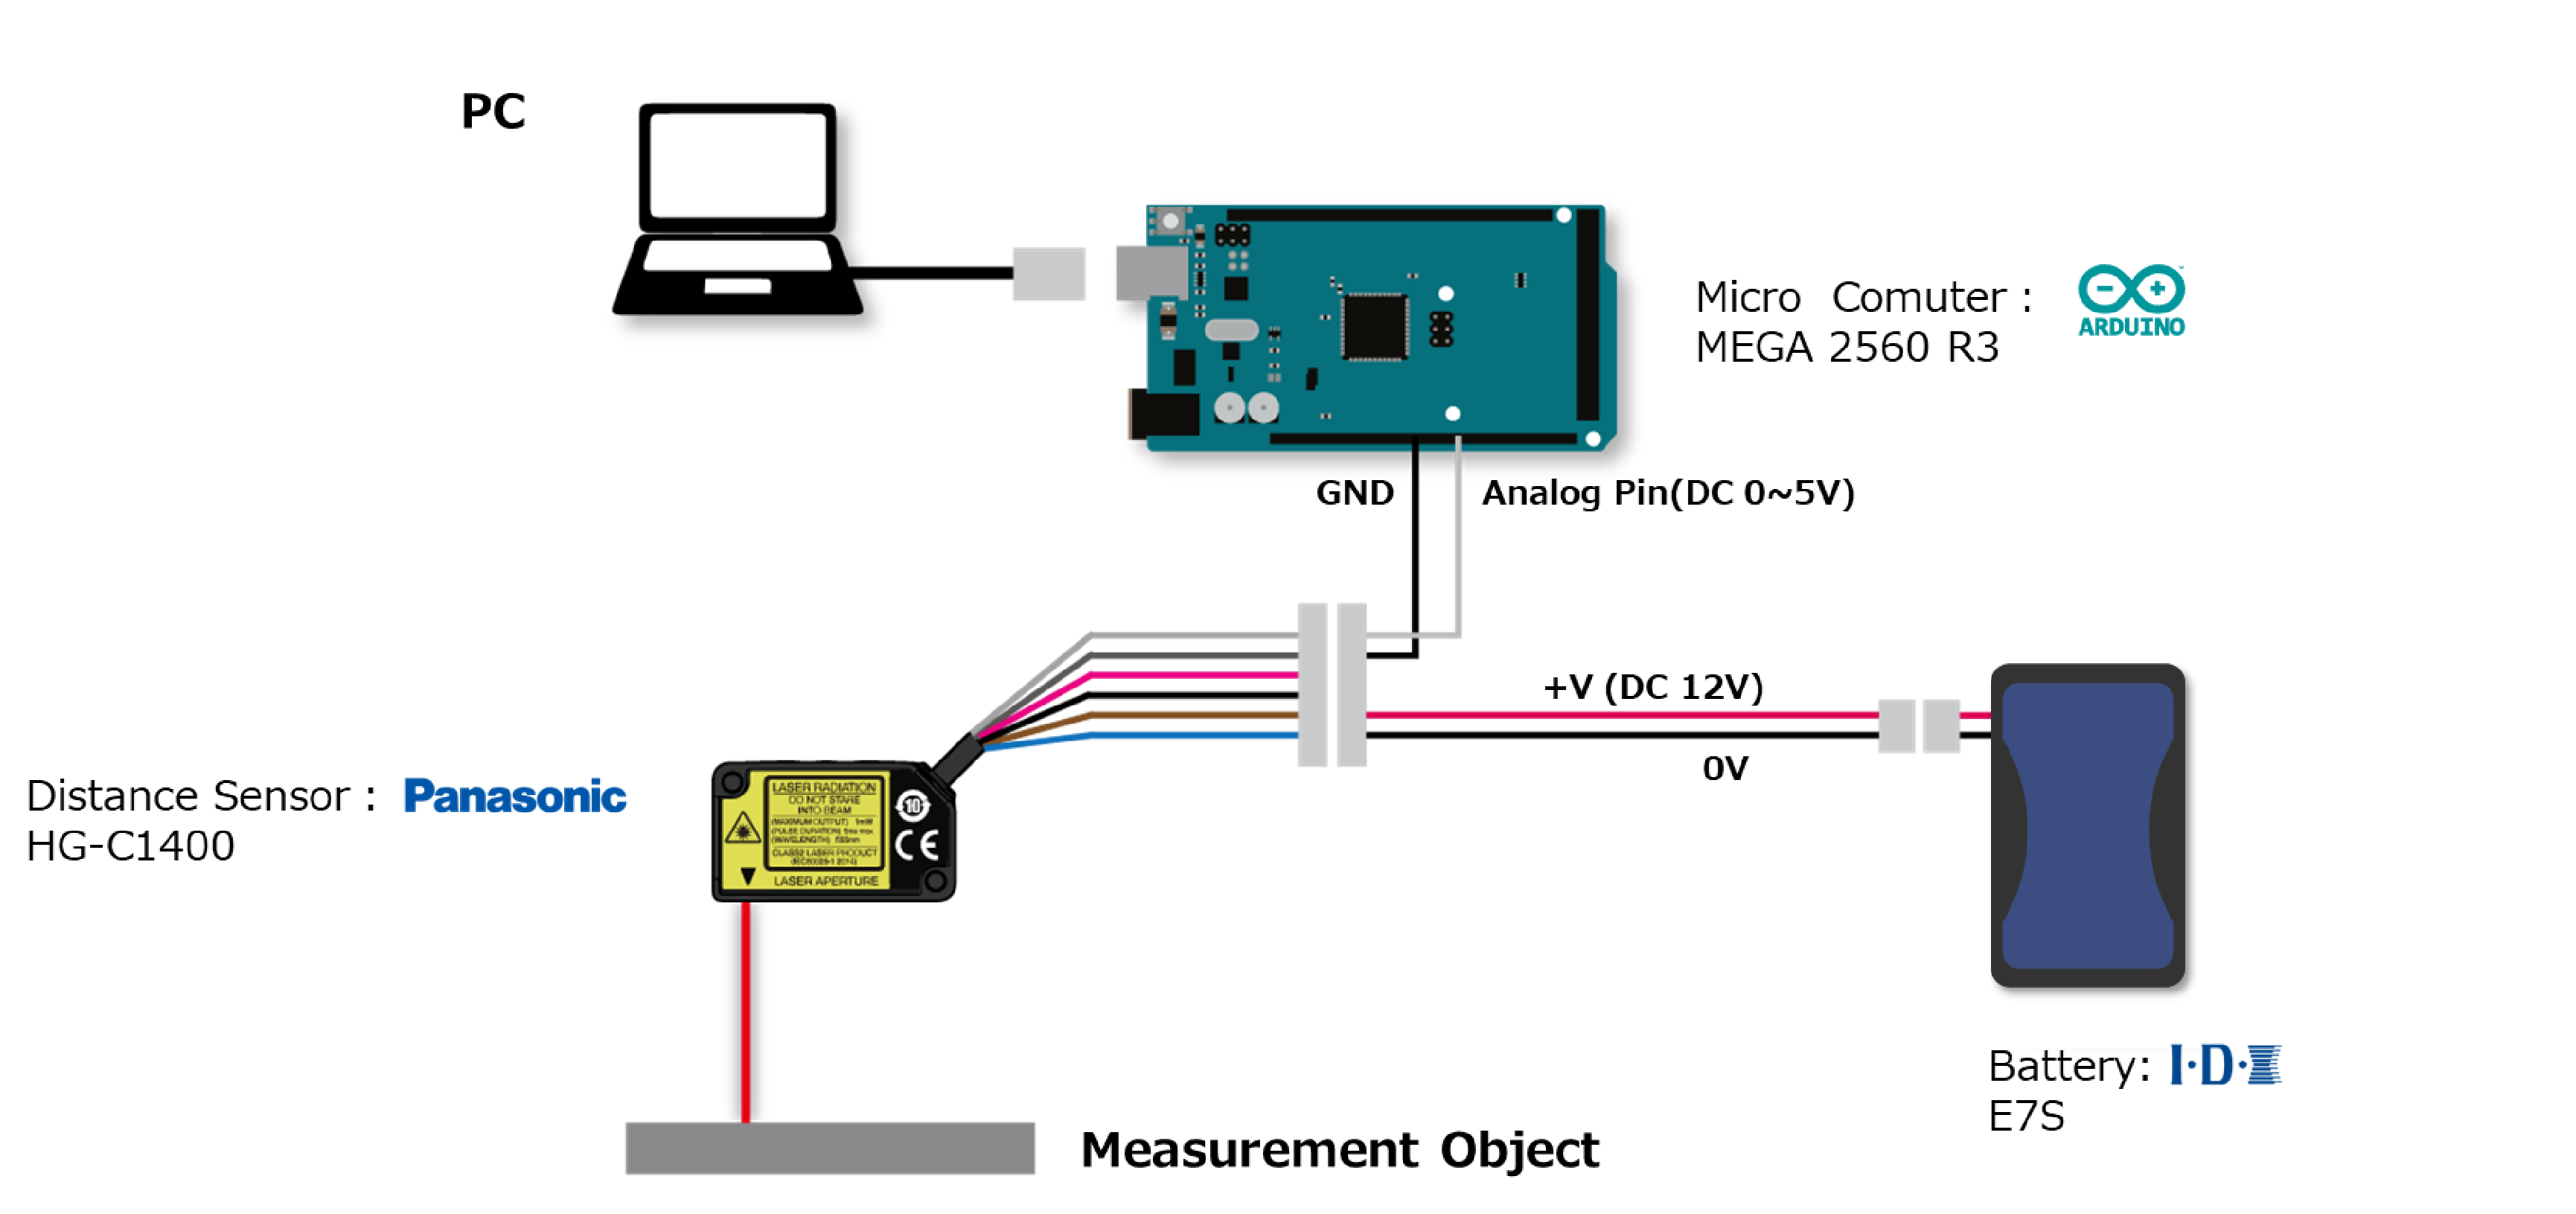 PC
Micro Comuter :
MEGA 2560 R3
ARDUINO
GND
Analog Pin(DC 0~5V)
+V (DC 12V)
0V
Distance Sensor : Panasonic
HG-C1400
LASER RADIATION
DO NOT STARE
INTO BEAM
(MAXIMUM OUTPUT) 1mW
(PULSE DURATION) 5ms max
(WAVELENGTH) 655nm
CLASS2 LASER PRODUCT
(IEC60825-1 2014)
LASER APERTURE
10
CE
Battery: I·D·X
E7S
Measurement Object